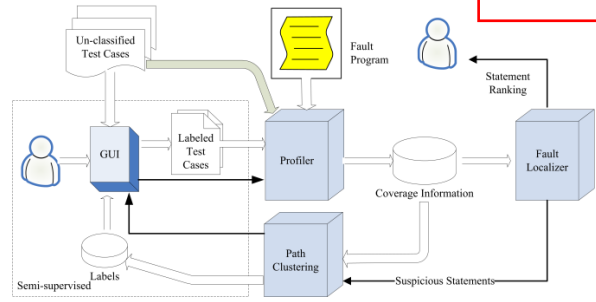 Un-classified
Test Cases
Fault
Program
Statement
Ranking
GUI
Labeled
Test
Cases
Profiler
Fault
Localizer
Coverage Information
Path
Clustering
Labels
Semi-supervised
Suspicious Statements